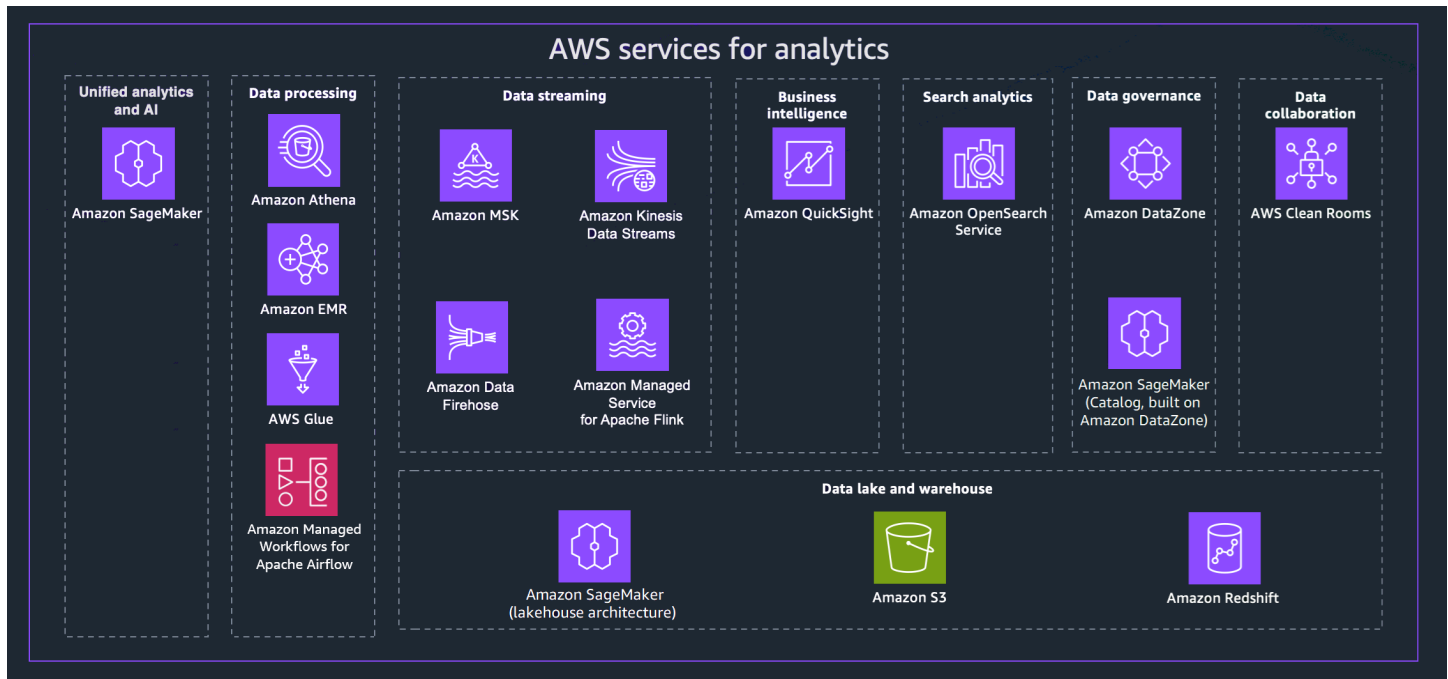 AWS services for analytics
Unified analytics
and AI
Amazon SageMaker
Data processing
Amazon Athena
Amazon EMR
AWS Glue
Amazon Managed
Workflows for
Apache Airflow
Data streaming
Amazon MSK
Amazon Kinesis
Data Streams
Amazon Data
Firehose
Amazon Managed
Service
for Apache Flink
Business
intelligence
Amazon QuickSight
Search analytics
Amazon OpenSearch
Service
Data governance
Amazon DataZone
Amazon SageMaker
(Catalog, built on
Amazon DataZone)
Data
collaboration
AWS Clean Rooms
Data lake and warehouse
Amazon SageMaker
(lakehouse architecture)
Amazon S3
Amazon Redshift